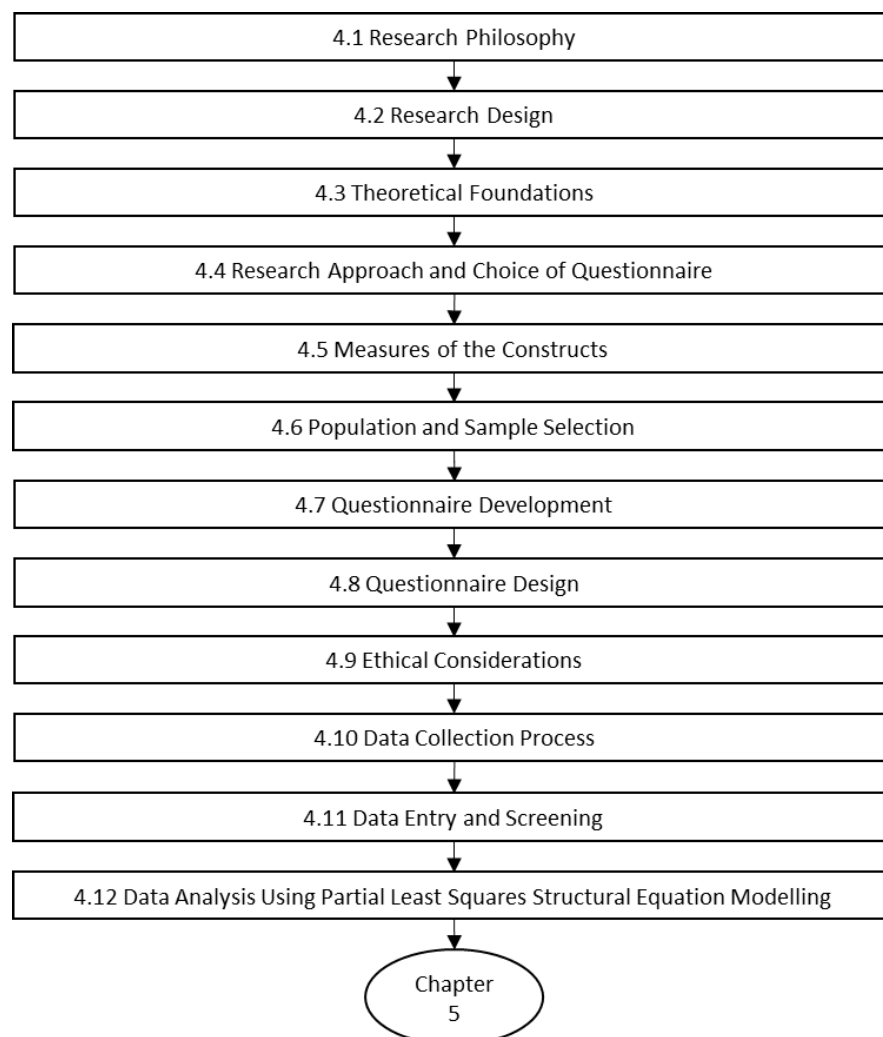 4.1 Research Philosophy
4.2 Research Design
4.3 Theoretical Foundations
4.4 Research Approach and Choice of Questionnaire
4.5 Measures of the Constructs
4.6 Population and Sample Selection
4.7 Questionnaire Development
4.8 Questionnaire Design
4.9 Ethical Considerations
4.10 Data Collection Process
4.11 Data Entry and Screening
4.12 Data Analysis Using Partial Least Squares Structural Equation Modelling
Chapter
5